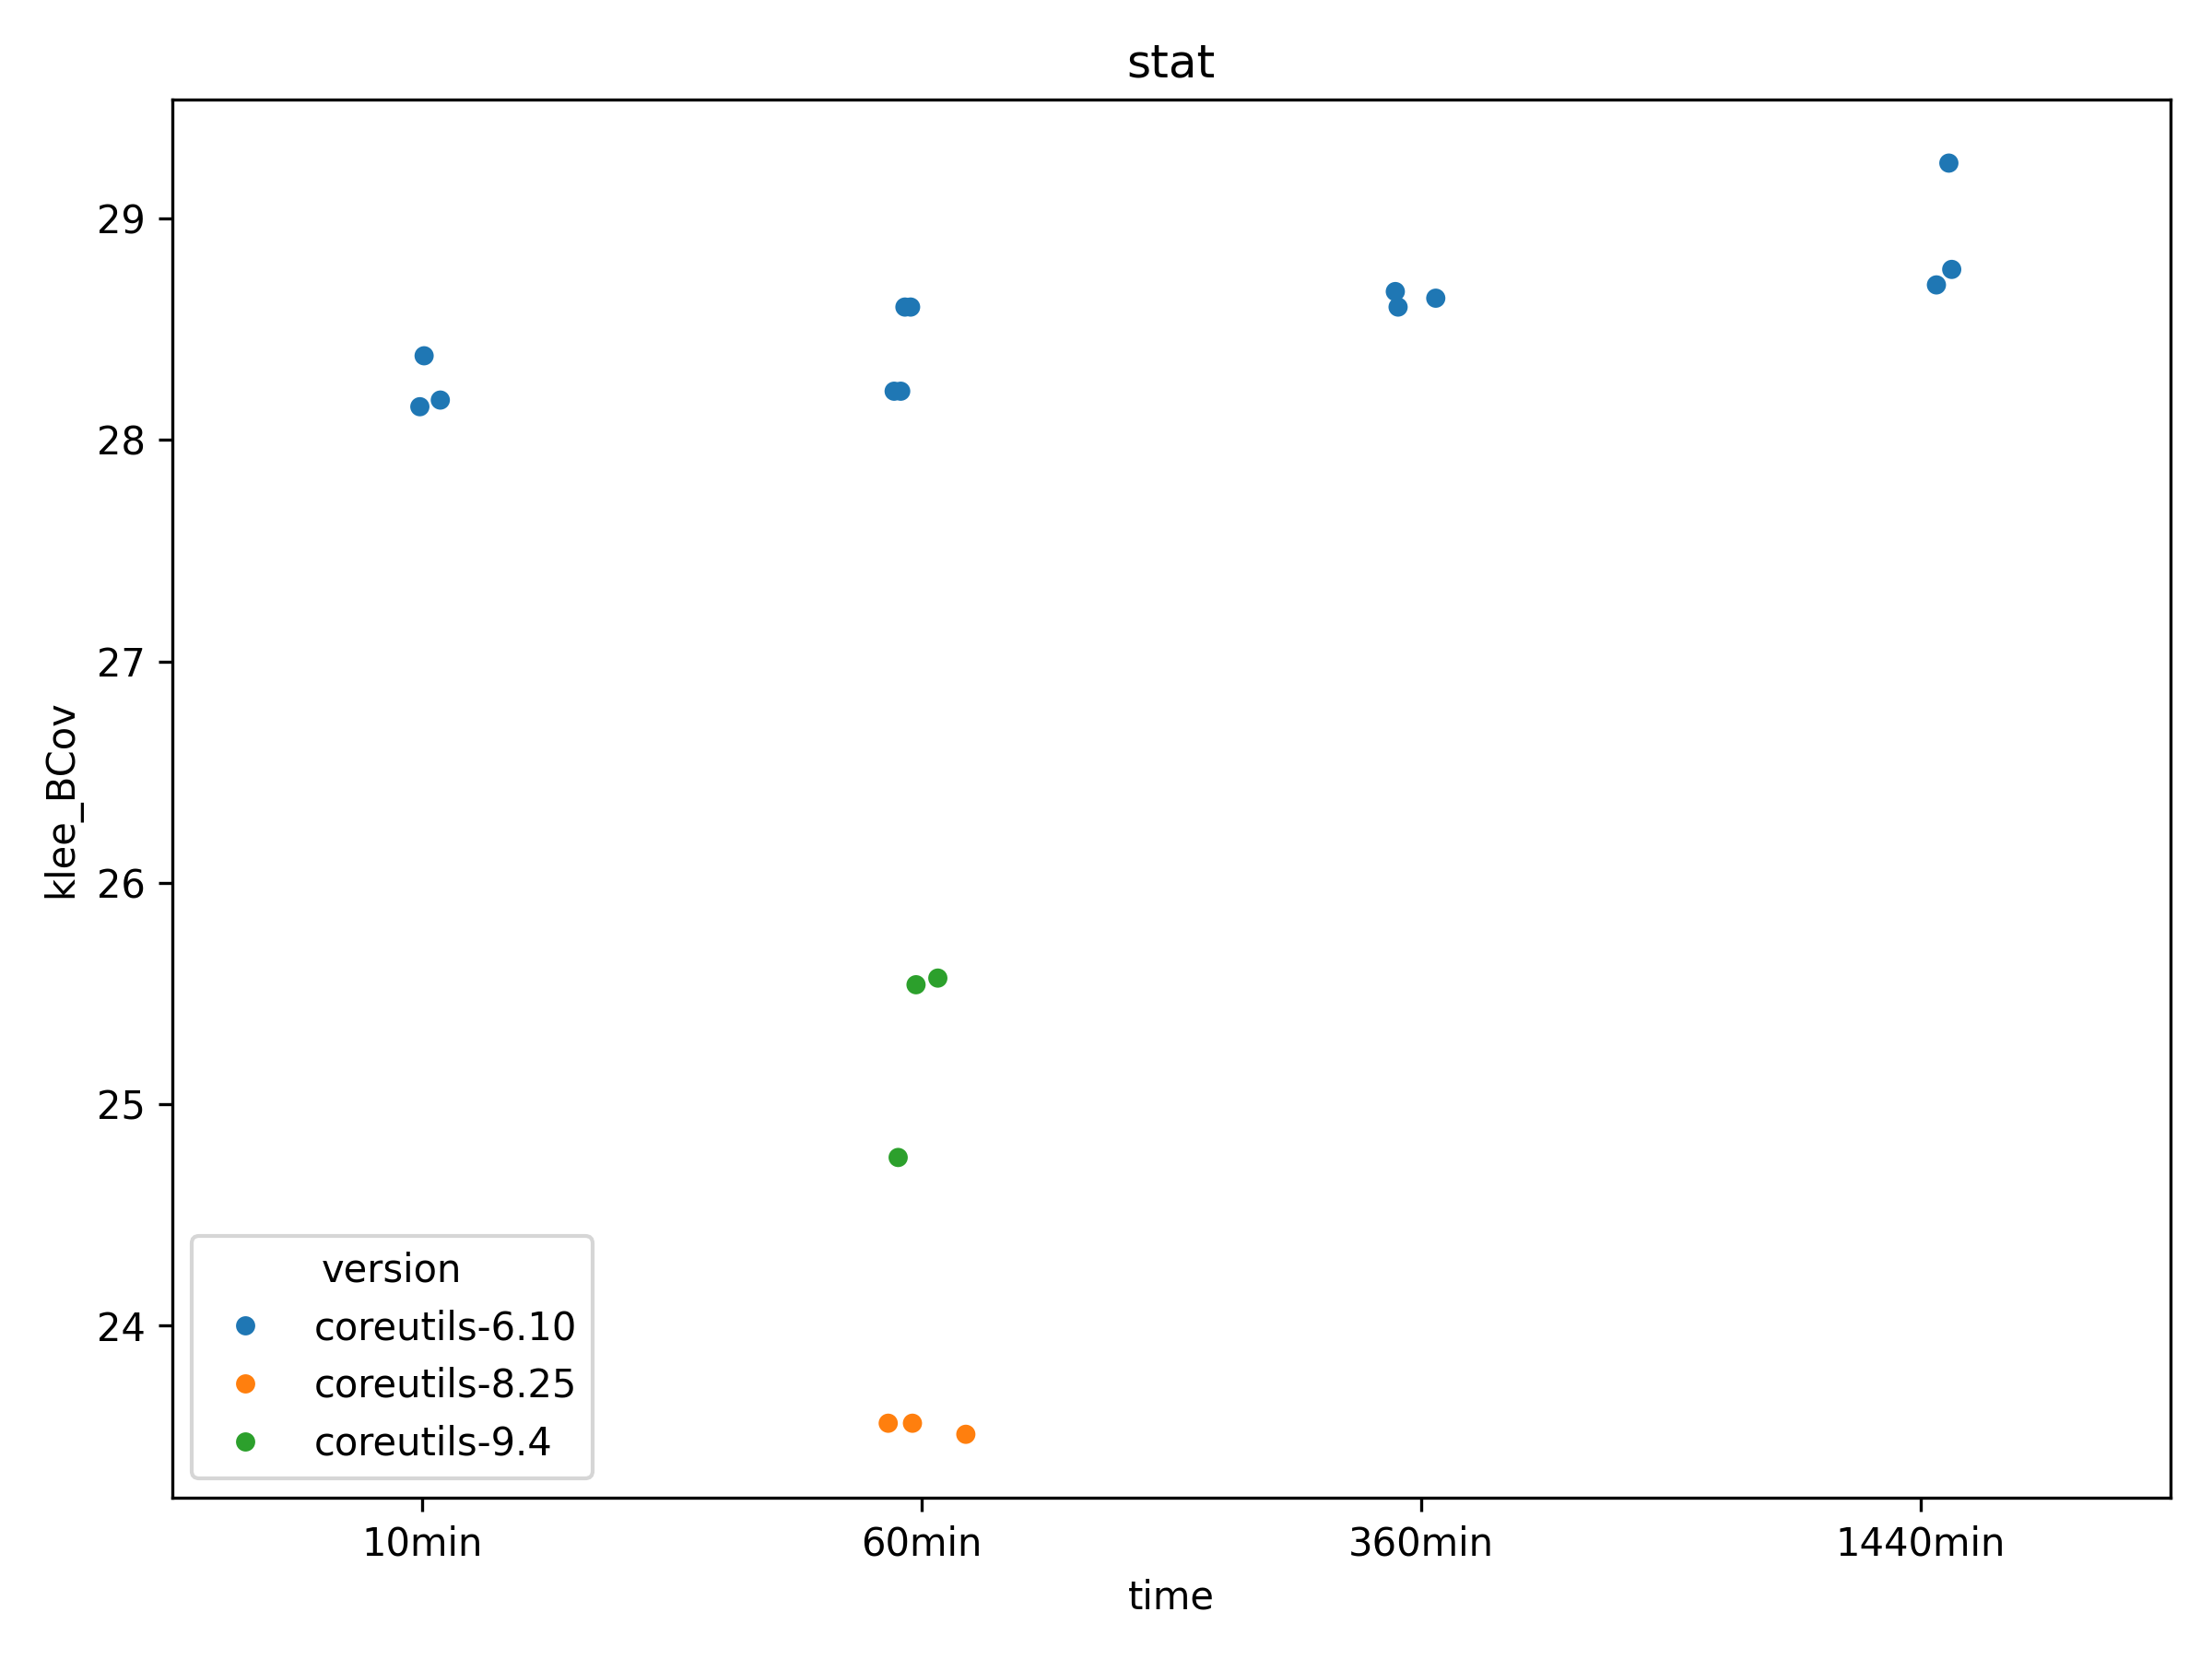 stat
klee_BCov
29
28
27
26
25
24
version
coreutils-6.10
coreutils-8.25
coreutils-9.4
10min 60min 360min 1440min
time